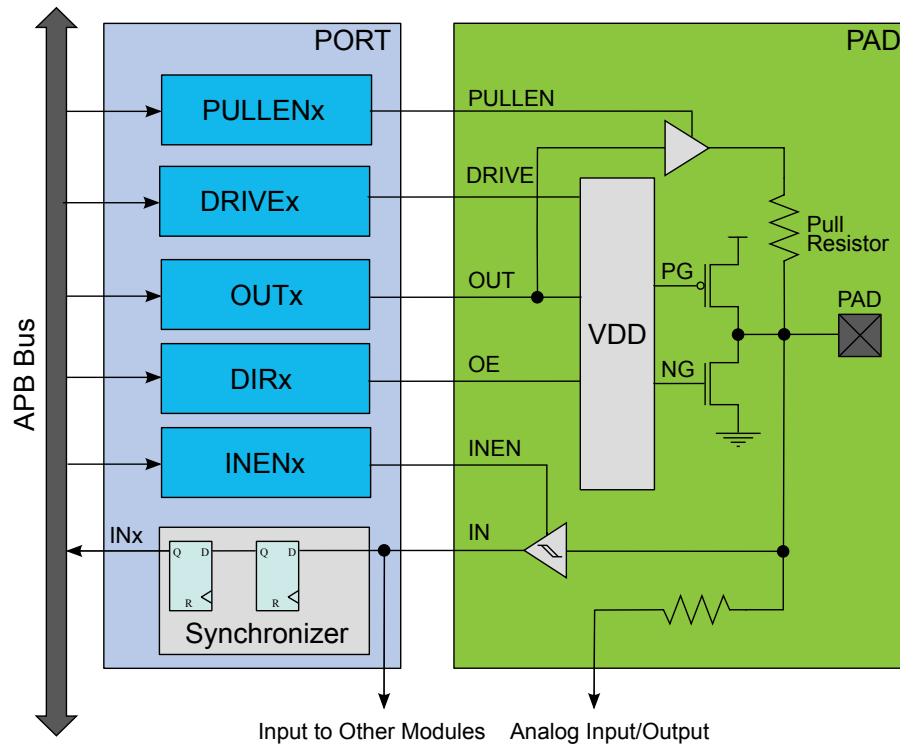 PORT
PAD
PULLENx
PULLEN
DRIVEx
DRIVE
Pull
Resistor
OUTx
OUT
PG
PAD
VDD
APB Bus
DIRx
OE
NG
INENx
INEN
INx
IN
Q D
Q D
R
R
Synchronizer
Input to Other Modules
Analog Input/Output